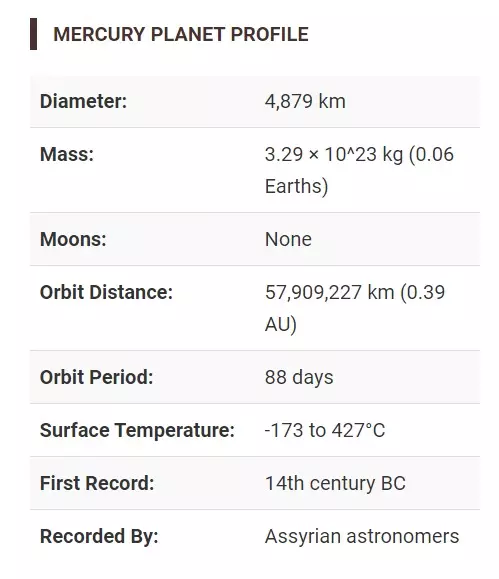 MERCURY PLANET PROFILE
Diameter: 4,879 km
Mass: 3.29 × 10^23 kg (0.06
Earths)
Moons: None
Orbit Distance: 57,909,227 km (0.39
AU)
Orbit Period: 88 days
Surface Temperature: -173 to 427°C
First Record: 14th century BC
Recorded By: Assyrian astronomers